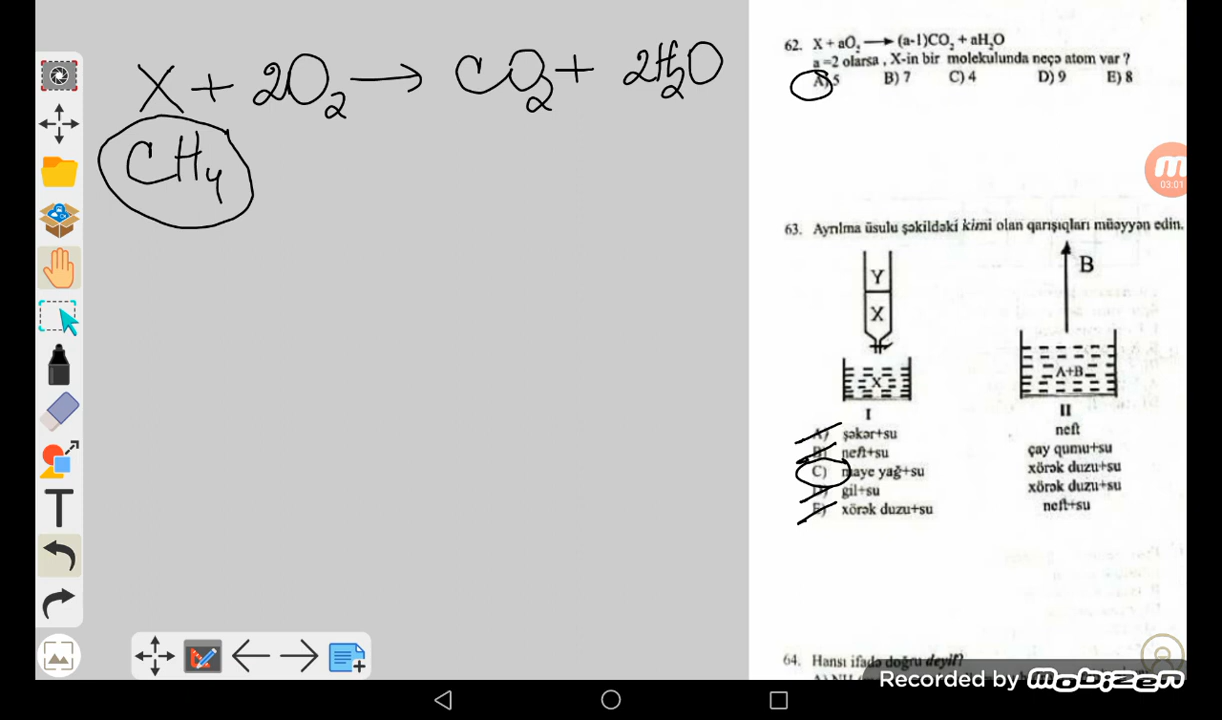 X + 2O2 → CO2 + 2H2O
CH4
62. X + aO2 → (a-1)CO2 + aH2O
a =2 olarsa , X-in bir molekulunda neçə atom var ?
A) 5 B) 7 C) 4 D) 9 E) 8
03:01
63. Ayrılma üsulu şəkildəki kimi olan qarışıqları müəyyən edin.
Y
X
X
I
B
A+B
II
A) şəkər+su neft
B) neft+su çay qumu+su
C) maye yağ+su xörək duzu+su
D) gil+su xörək duzu+su
E) xörək duzu+su neft+su
T
64. Hansı ifadə doğru deyil?
Recorded by mobizen